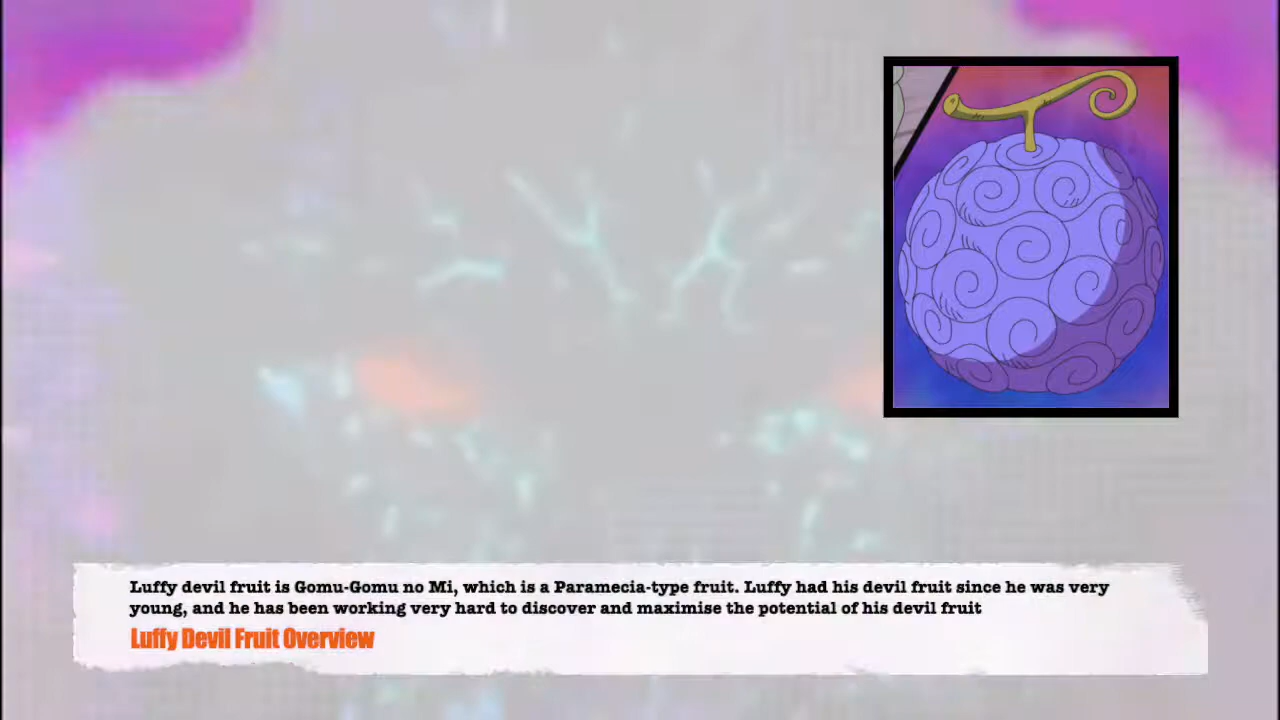 Luffy devil fruit is Gomu-Gomu no Mi, which is a Paramecia-type fruit. Luffy had his devil fruit since he was very
young, and he has been working very hard to discover and maximise the potential of his devil fruit
Luffy Devil Fruit Overview